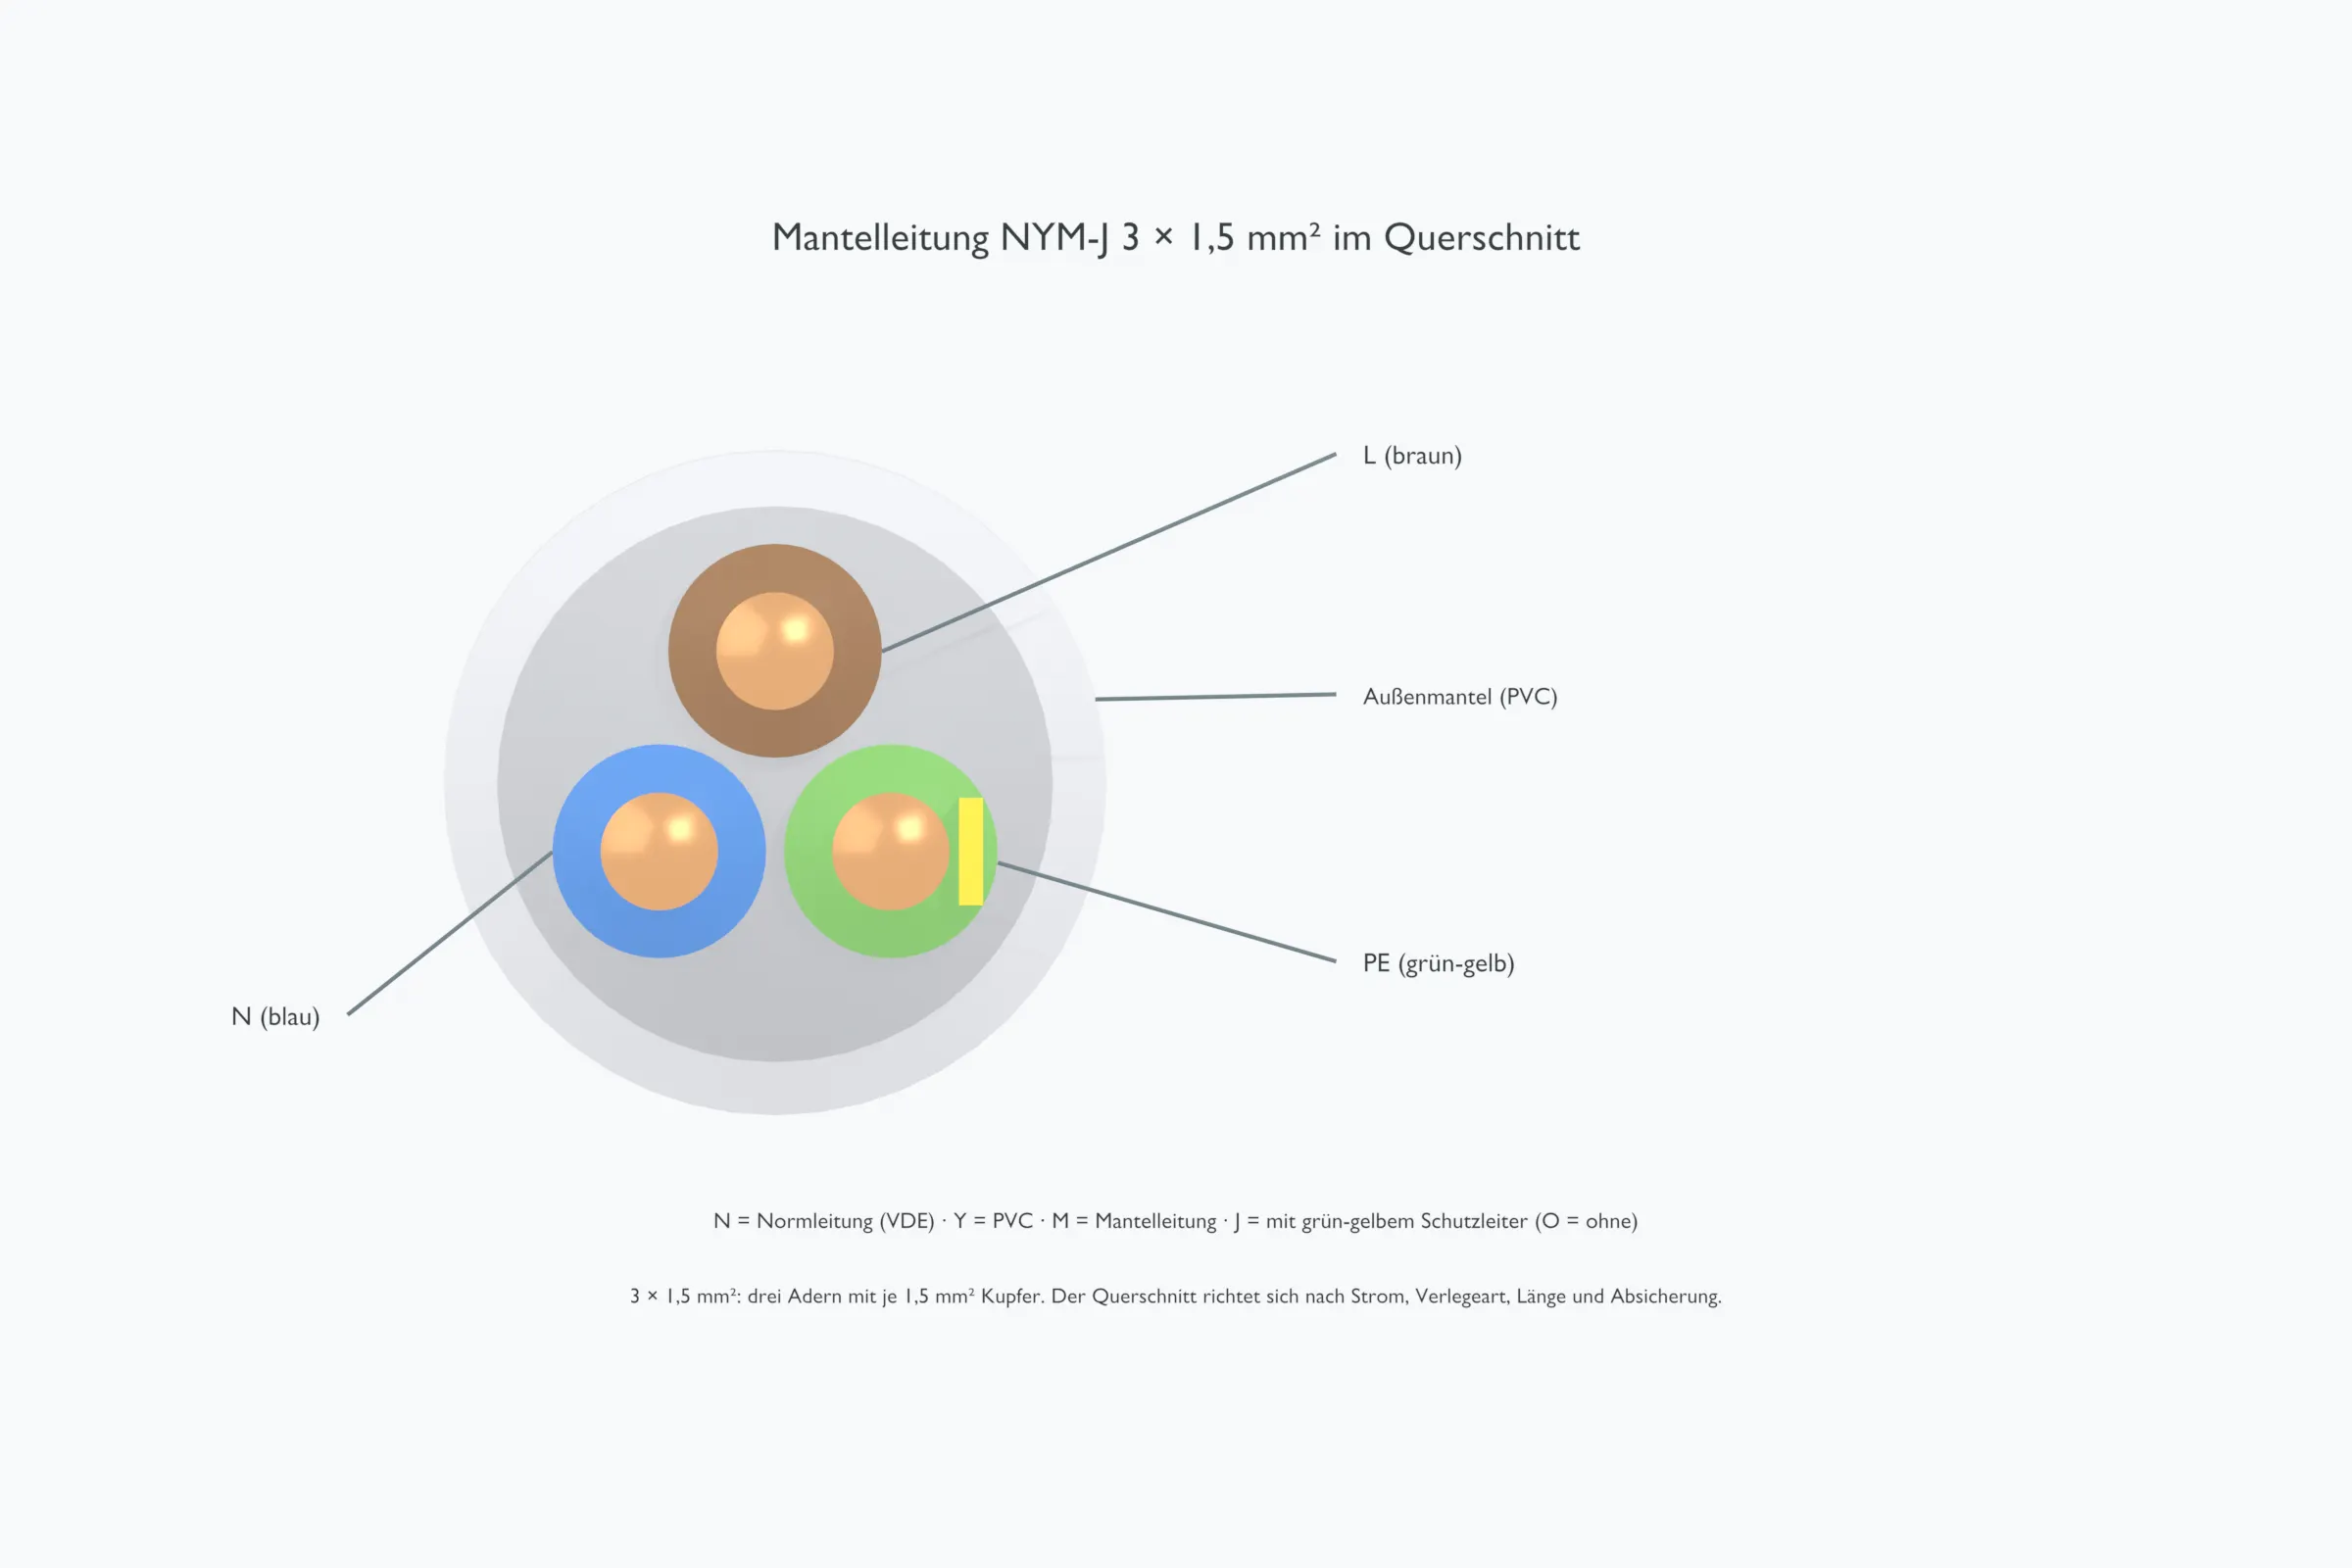 Mantelleitung NYM-J 3 × 1,5 mm² im Querschnitt
L (braun)
Außenmantel (PVC)
PE (grün-gelb)
N (blau)
N = Normleitung (VDE) · Y = PVC · M = Mantelleitung · J = mit grün-gelbem Schutzleiter (O = ohne)
3 × 1,5 mm²: drei Adern mit je 1,5 mm² Kupfer. Der Querschnitt richtet sich nach Strom, Verlegeart, Länge und Absicherung.